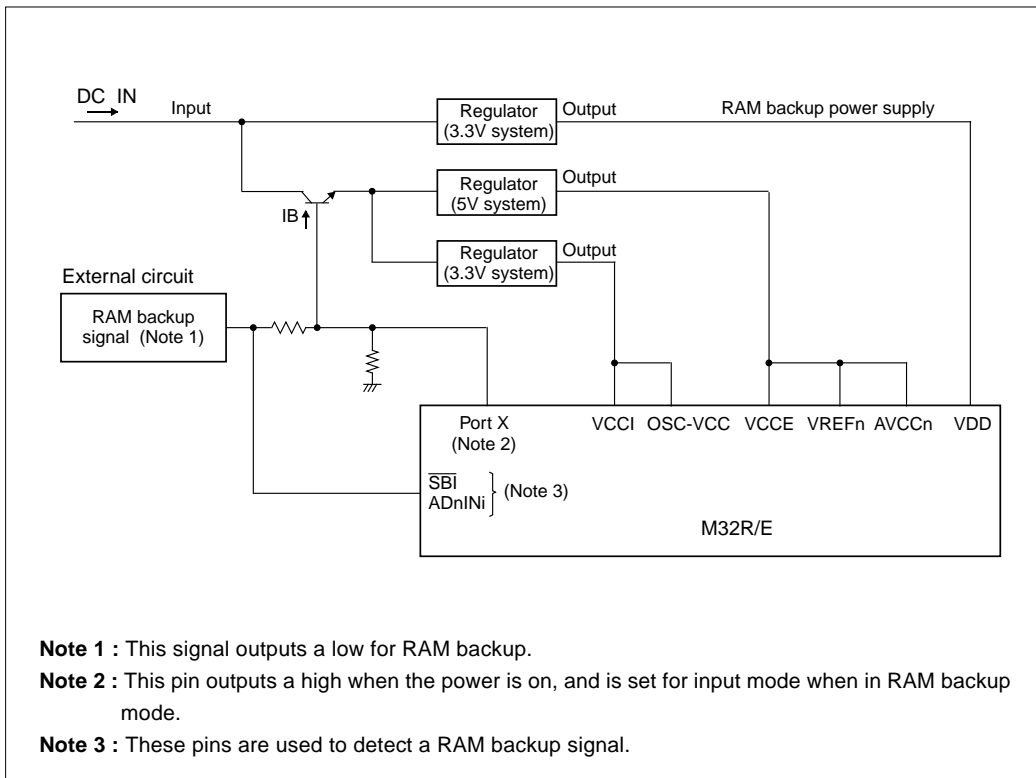 DC IN
Input
Regulator
(3.3V system)
Output
RAM backup power supply
Regulator
(5V system)
Output
IB
Regulator
(3.3V system)
Output
External circuit
RAM backup
signal (Note 1)
Port X
(Note 2)
VCCI OSC-VCC VCCE VREFn AVCCn VDD
SBI
ADnINi
(Note 3)
M32R/E
Note 1 : This signal outputs a low for RAM backup.
Note 2 : This pin outputs a high when the power is on, and is set for input mode when in RAM backup
mode.
Note 3 : These pins are used to detect a RAM backup signal.